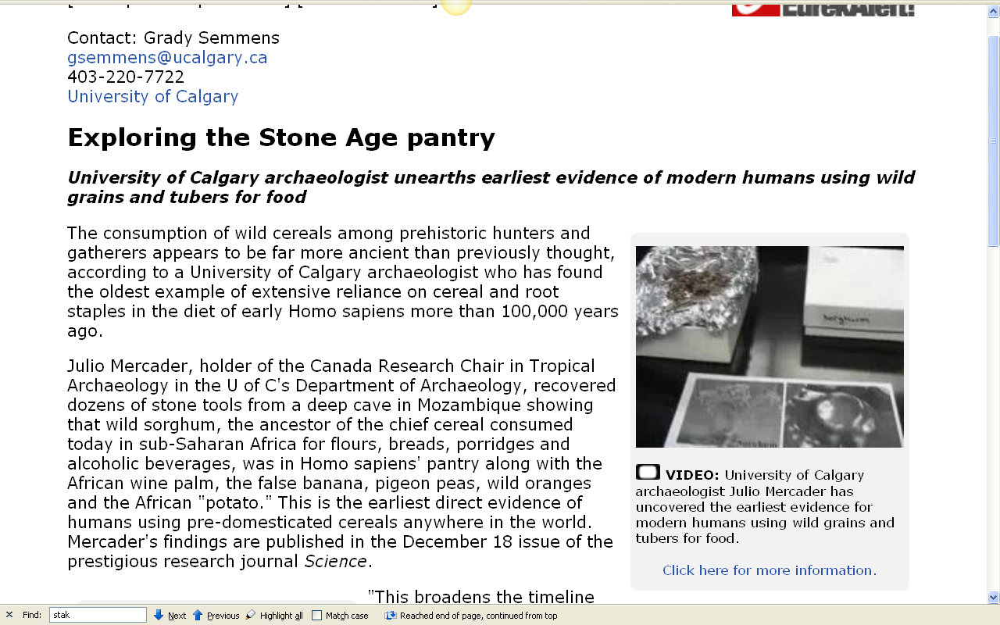 EurekAlert!
Contact: Grady Semmens
gsemmens@ucalgary.ca
403-220-7722
University of Calgary
Exploring the Stone Age pantry
University of Calgary archaeologist unearths earliest evidence of modern humans using wild
grains and tubers for food
The consumption of wild cereals among prehistoric hunters and
gatherers appears to be far more ancient than previously thought,
according to a University of Calgary archaeologist who has found
the oldest example of extensive reliance on cereal and root
staples in the diet of early Homo sapiens more than 100,000 years
ago.
Julio Mercader, holder of the Canada Research Chair in Tropical
Archaeology in the U of C's Department of Archaeology, recovered
dozens of stone tools from a deep cave in Mozambique showing
that wild sorghum, the ancestor of the chief cereal consumed
today in sub-Saharan Africa for flours, breads, porridges and
alcoholic beverages, was in Homo sapiens' pantry along with the
African wine palm, the false banana, pigeon peas, wild oranges
and the African "potato." This is the earliest direct evidence of
humans using pre-domesticated cereals anywhere in the world.
Mercader's findings are published in the December 18 issue of the
prestigious research journal Science.
"This broadens the timeline
Sorghum
VIDEO: University of Calgary
archaeologist Julio Mercader has
uncovered the earliest evidence for
modern humans using wild grains and
tubers for food.
Click here for more information.
Find: stak Next Previous Highlight all Match case Reached end of page, continued from top